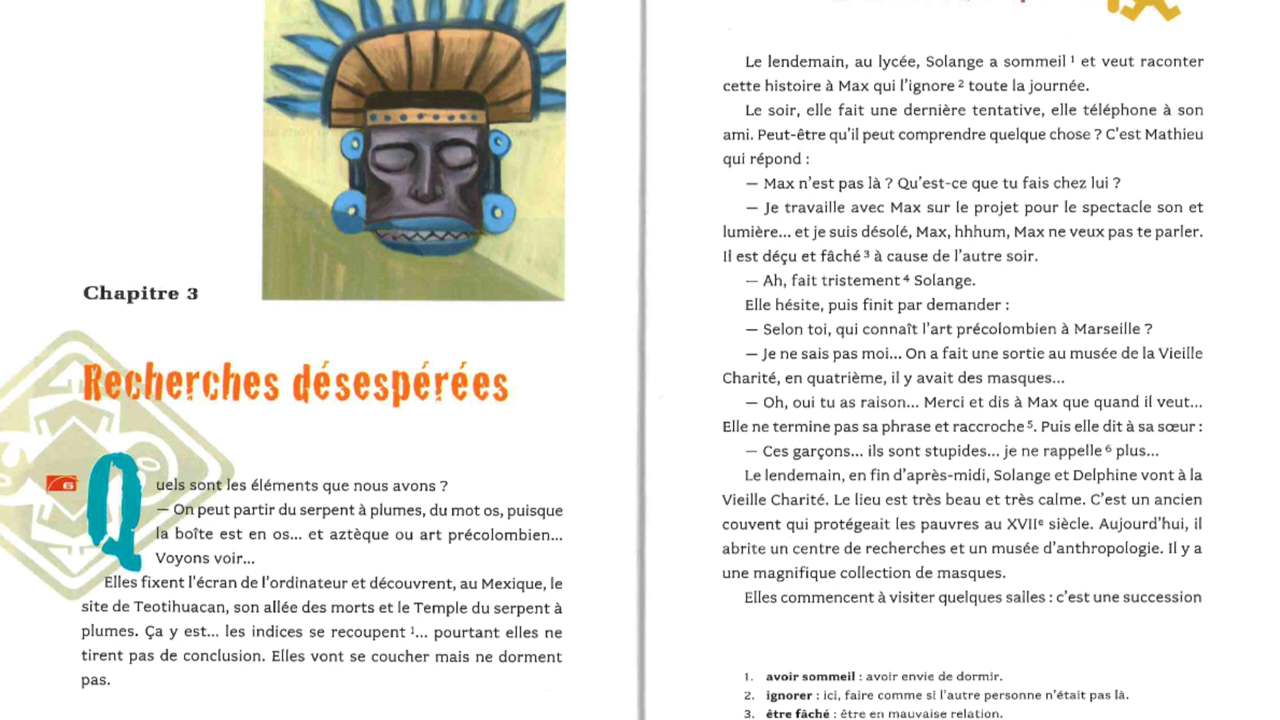 Chapitre 3
Recherches désespérées
6
Quels sont les éléments que nous avons ?
— On peut partir du serpent à plumes, du mot os, puisque
la boîte est en os... et aztèque ou art précolombien...
Voyons voir...
Elles fixent l'écran de l'ordinateur et découvrent, au Mexique, le
site de Teotihuacan, son allée des morts et le Temple du serpent à
plumes. Ça y est... les indices se recoupent ¹... pourtant elles ne
tirent pas de conclusion. Elles vont se coucher mais ne dorment
pas.
Le lendemain, au lycée, Solange a sommeil ¹ et veut raconter
cette histoire à Max qui l'ignore ² toute la journée.
Le soir, elle fait une dernière tentative, elle téléphone à son
ami. Peut-être qu'il peut comprendre quelque chose ? C'est Mathieu
qui répond :
— Max n'est pas là ? Qu'est-ce que tu fais chez lui ?
— Je travaille avec Max sur le projet pour le spectacle son et
lumière... et je suis désolé, Max, hhhum, Max ne veux pas te parler.
Il est déçu et fâché ³ à cause de l'autre soir.
— Ah, fait tristement ⁴ Solange.
Elle hésite, puis finit par demander :
— Selon toi, qui connaît l'art précolombien à Marseille ?
— Je ne sais pas moi... On a fait une sortie au musée de la Vieille
Charité, en quatrième, il y avait des masques...
— Oh, oui tu as raison... Merci et dis à Max que quand il veut...
Elle ne termine pas sa phrase et raccroche ⁵. Puis elle dit à sa sœur :
— Ces garçons... ils sont stupides... je ne rappelle ⁶ plus...
Le lendemain, en fin d'après-midi, Solange et Delphine vont à la
Vieille Charité. Le lieu est très beau et très calme. C'est un ancien
couvent qui protégeait les pauvres au XVIIᵉ siècle. Aujourd'hui, il
abrite un centre de recherches et un musée d'anthropologie. Il y a
une magnifique collection de masques.
Elles commencent à visiter quelques salles : c'est une succession
1. avoir sommeil : avoir envie de dormir.
2. ignorer : ici, faire comme si l'autre personne n'était pas là.
3. être fâché : être en mauvaise relation.